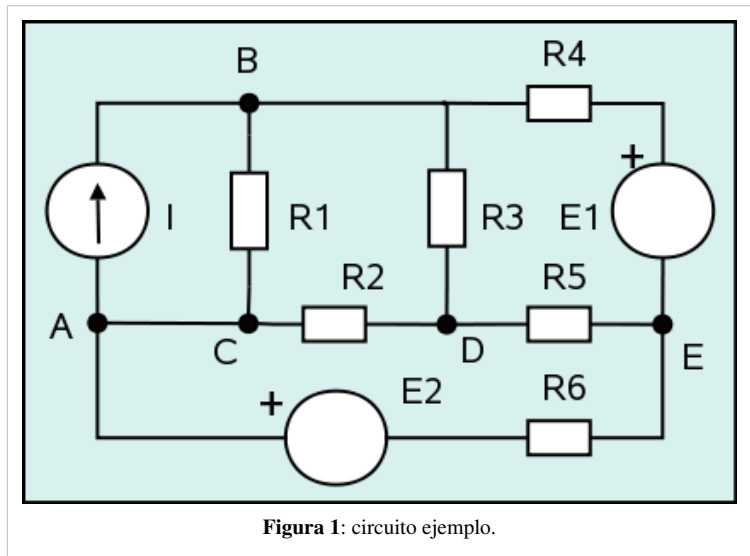 B
R4
+
I
R1
R3
E1
R2
R5
A
C
D
E
+
E2
R6
Figura 1: circuito ejemplo.